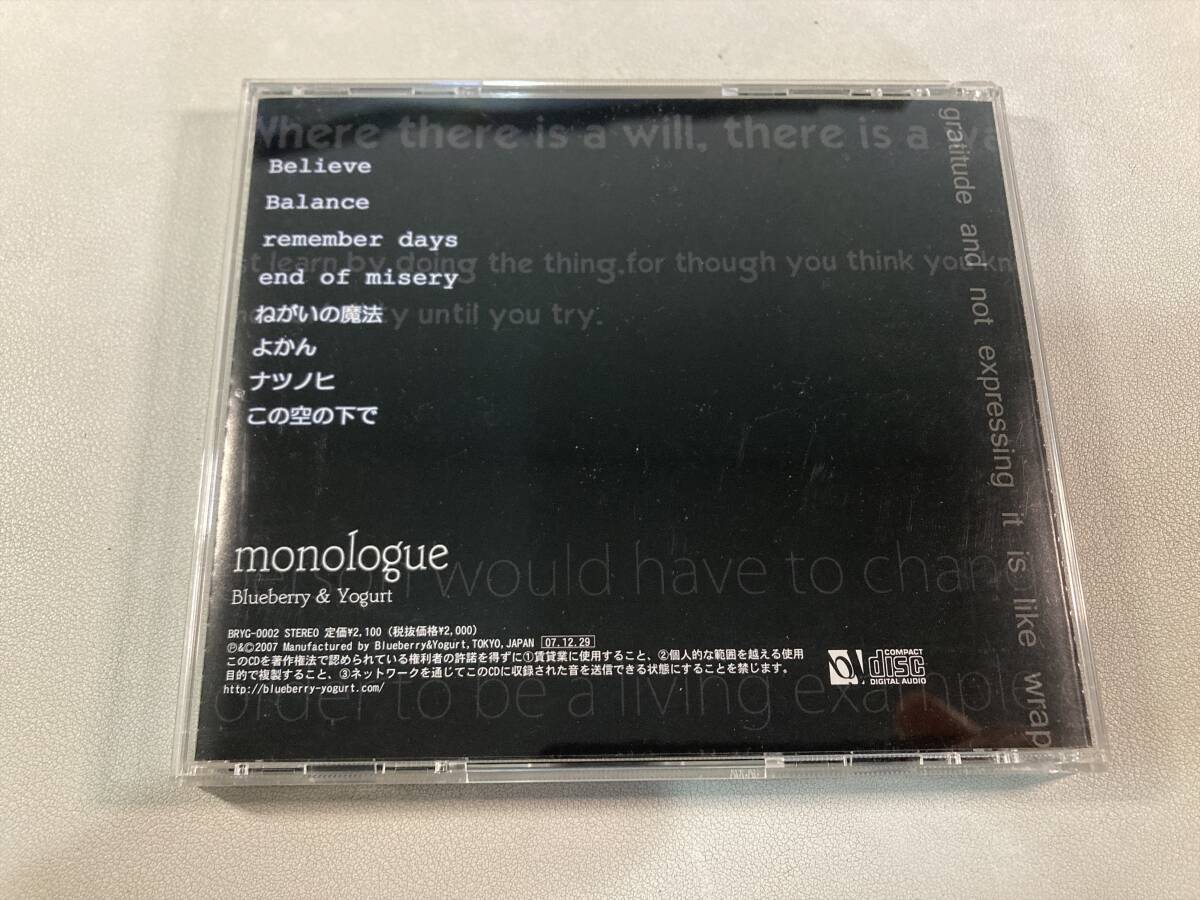 Where there is a will, there is a wa
Believe
Balance
remember days
st learn by doing the thing,for though you think you kn
end of misery
ty until you try.
ねがいの魔法
よかん
ナツノヒ
この空の下で
gratitude and not expressing it is like wrap
monologue
person would have to chan
Blueberry & Yogurt
BRYG-0002 STEREO 定価¥2,100 (税抜価格¥2,000)
℗&©2007 Manufactured by Blueberry&Yogurt,TOKYO,JAPAN 07.12.29
このCDを著作権法で認められている権利者の許諾を得ずに①賃貸業に使用すること、②個人的な範囲を越える使用
目的で複製すること、③ネットワークを通じてこのCDに収録された音を送信できる状態にすることを禁じます。
http://blueberry-yogurt.com/
COMPACT
disc
DIGITAL AUDIO
order to be a living example